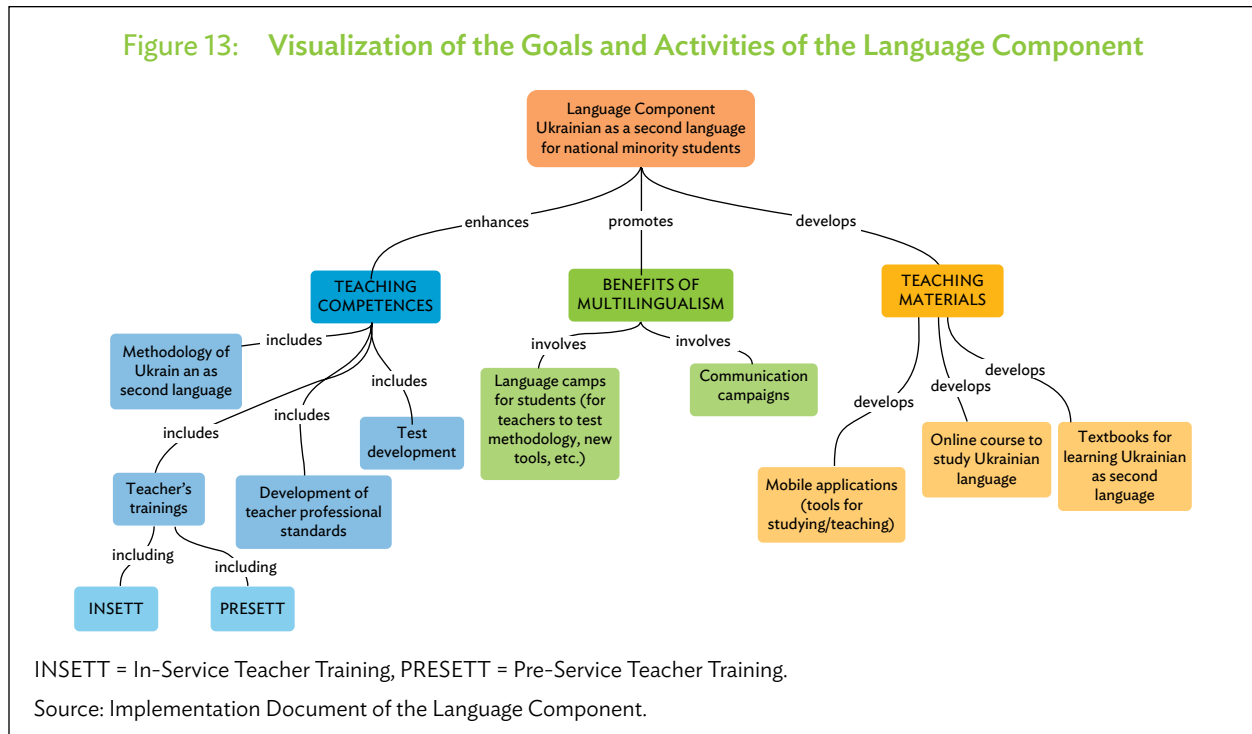 Figure 13: Visualization of the Goals and Activities of the Language Component
Language Component
Ukrainian as a second language
for national minority students
enhances
promotes
develops
TEACHING
COMPETENCES
BENEFITS OF
MULTILINGUALISM
TEACHING
MATERIALS
includes
Methodology of
Ukrain an as
second language
includes
includes
includes
Test
development
Teacher's
trainings
Development of
teacher professional
standards
including
including
INSETT
PRESETT
involves
involves
Language camps
for students (for
teachers to test
methodology, new
tools, etc.)
Communication
campaigns
develops
develops
develops
Mobile applications
(tools for
studying/teaching)
Online course to
study Ukrainian
language
Textbooks for
learning Ukrainian
as second
language
INSETT = In-Service Teacher Training, PRESETT = Pre-Service Teacher Training.
Source: Implementation Document of the Language Component.